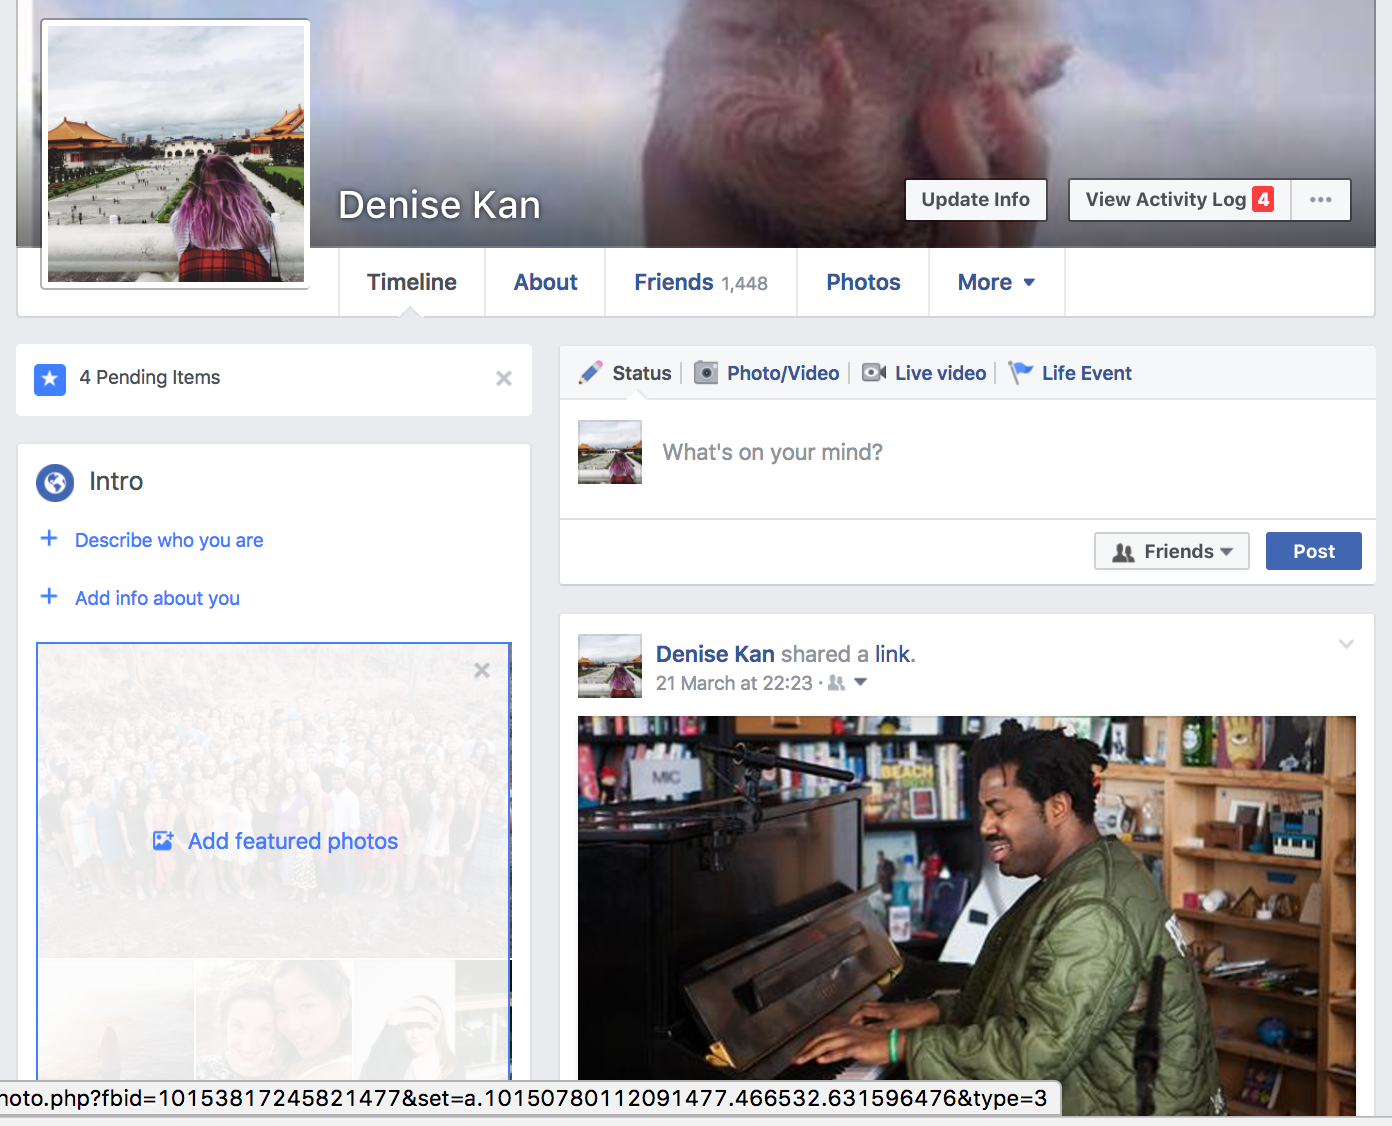 Denise Kan
Update Info
View Activity Log 4
Timeline
About
Friends 1,448
Photos
More
4 Pending Items
Intro
Describe who you are
Add info about you
Add featured photos
Status
Photo/Video
Live video
Life Event
What's on your mind?
Friends
Post
Denise Kan shared a link.
21 March at 22:23 ·
MIC
BEACH
hoto.php?fbid=10153817245821477&set=a.10150780112091477.466532.631596476&type=3